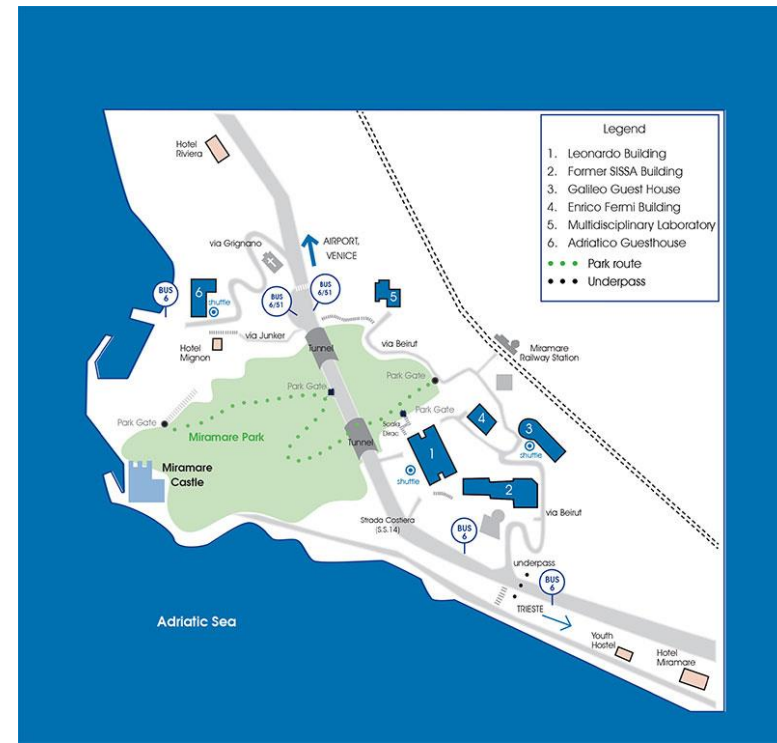 Legend
1. Leonardo Building
2. Former SISSA Building
3. Galileo Guest House
4. Enrico Fermi Building
5. Multidisciplinary Laboratory
6. Adriatico Guesthouse
Park route
Underpass
Hotel
Riviera
via Grignano
AIRPORT,
VENICE
BUS
6
6
shuttle
BUS
6/51
BUS
6/51
5
Hotel
Mignon
via Junker
Tunnel
via Beirut
Miramare
Railway Station
Park Gate
Park Gate
Park Gate
Miramare Park
Scala
Dirac
Tunnel
4
3
shuttle
1
shuttle
2
Miramare
Castle
Strada Costiera
(S.S.14)
via Beirut
BUS
6
underpass
BUS
6
TRIESTE
Adriatic Sea
Youth
Hostel
Hotel
Miramare